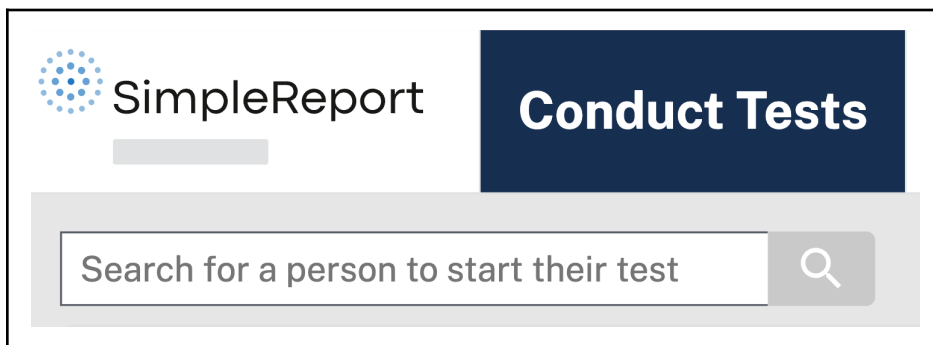 SimpleReport
Conduct Tests
Search for a person to start their test